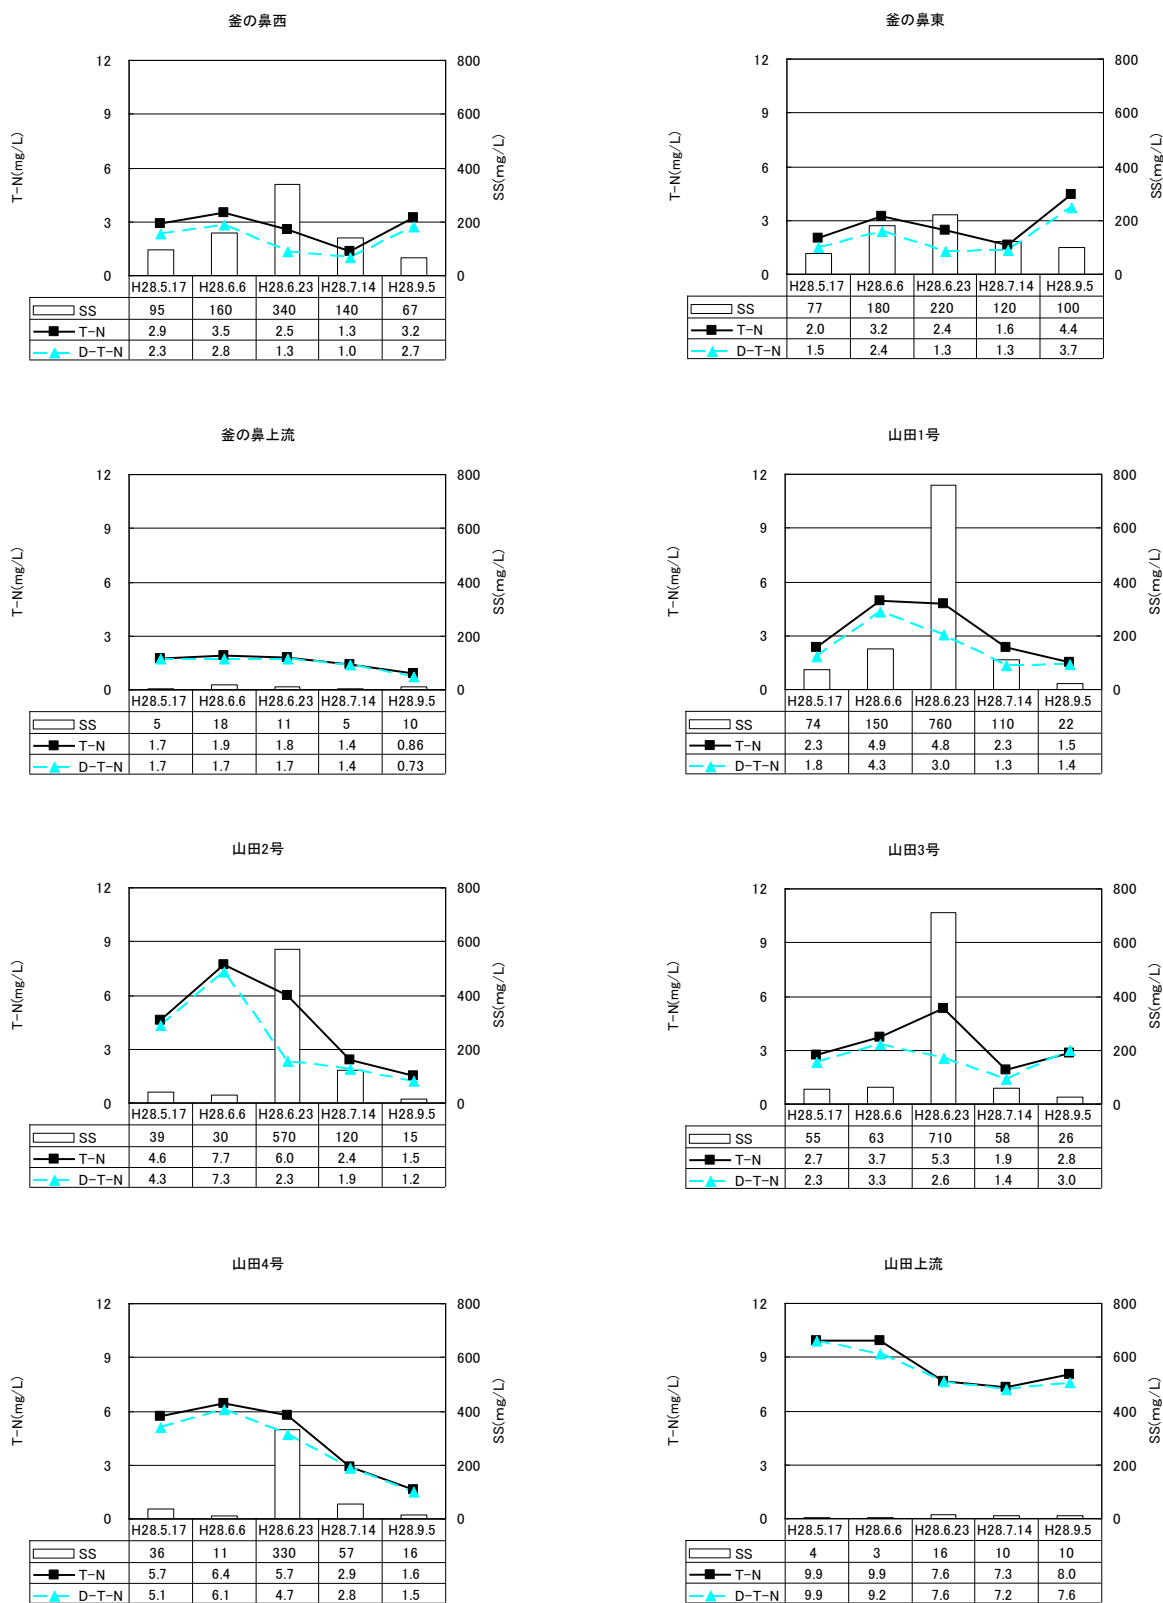 釜の鼻西
T-N(mg/L)
SS(mg/L)
12 800
9 600
6 400
3 200
0 0
H28.5.17 H28.6.6 H28.6.23 H28.7.14 H28.9.5
SS 95 160 340 140 67
T-N 2.9 3.5 2.5 1.3 3.2
D-T-N 2.3 2.8 1.3 1.0 2.7
釜の鼻東
T-N(mg/L)
SS(mg/L)
12 800
9 600
6 400
3 200
0 0
H28.5.17 H28.6.6 H28.6.23 H28.7.14 H28.9.5
SS 77 180 220 120 100
T-N 2.0 3.2 2.4 1.6 4.4
D-T-N 1.5 2.4 1.3 1.3 3.7
釜の鼻上流
T-N(mg/L)
SS(mg/L)
12 800
9 600
6 400
3 200
0 0
H28.5.17 H28.6.6 H28.6.23 H28.7.14 H28.9.5
SS 5 18 11 5 10
T-N 1.7 1.9 1.8 1.4 0.86
D-T-N 1.7 1.7 1.7 1.4 0.73
山田1号
T-N(mg/L)
SS(mg/L)
12 800
9 600
6 400
3 200
0 0
H28.5.17 H28.6.6 H28.6.23 H28.7.14 H28.9.5
SS 74 150 760 110 22
T-N 2.3 4.9 4.8 2.3 1.5
D-T-N 1.8 4.3 3.0 1.3 1.4
山田2号
T-N(mg/L)
SS(mg/L)
12 800
9 600
6 400
3 200
0 0
H28.5.17 H28.6.6 H28.6.23 H28.7.14 H28.9.5
SS 39 30 570 120 15
T-N 4.6 7.7 6.0 2.4 1.5
D-T-N 4.3 7.3 2.3 1.9 1.2
山田3号
T-N(mg/L)
SS(mg/L)
12 800
9 600
6 400
3 200
0 0
H28.5.17 H28.6.6 H28.6.23 H28.7.14 H28.9.5
SS 55 63 710 58 26
T-N 2.7 3.7 5.3 1.9 2.8
D-T-N 2.3 3.3 2.6 1.4 3.0
山田4号
T-N(mg/L)
SS(mg/L)
12 800
9 600
6 400
3 200
0 0
H28.5.17 H28.6.6 H28.6.23 H28.7.14 H28.9.5
SS 36 11 330 57 16
T-N 5.7 6.4 5.7 2.9 1.6
D-T-N 5.1 6.1 4.7 2.8 1.5
山田上流
T-N(mg/L)
SS(mg/L)
12 800
9 600
6 400
3 200
0 0
H28.5.17 H28.6.6 H28.6.23 H28.7.14 H28.9.5
SS 4 3 16 10 10
T-N 9.9 9.9 7.6 7.3 8.0
D-T-N 9.9 9.2 7.6 7.2 7.6